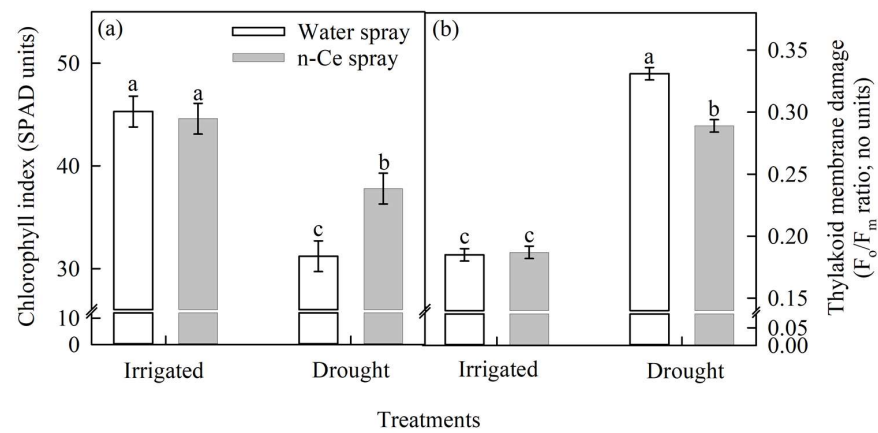 (a)
Water spray
n-Ce spray
(b)
Chlorophyll index (SPAD units)
50
40
30
10
0
a
a
c
b
c
c
a
b
0.35
0.30
0.25
0.20
0.15
0.05
0.00
Thylakoid membrane damage
(Fo/Fm ratio; no units)
Irrigated
Drought
Irrigated
Drought
Treatments